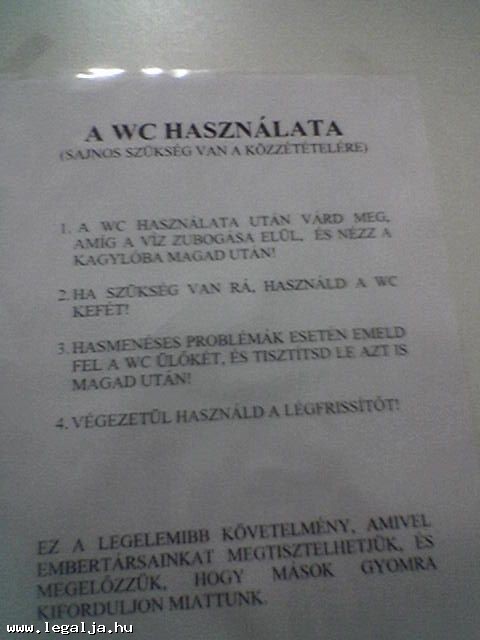 A WC HASZNÁLATA
(SAJNOS SZÜKSÉG VAN A KÖZZÉTÉTELÉRE)
1. A WC HASZNÁLATA UTÁN VÁRD MEG,
AMÍG A VÍZ ZUBOGÁSA ELÜL, ÉS NÉZZ A
KAGYLÓBA MAGAD UTÁN!
2. HA SZÜKSÉG VAN RÁ, HASZNÁLD A WC
KEFÉT!
3. HASMENÉSES PROBLÉMÁK ESETÉN EMELD
FEL A WC ÜLŐKÉT, ÉS TISZTÍTSD LE AZT IS
MAGAD UTÁN!
4. VÉGEZETÜL HASZNÁLD A LÉGFRISSÍTŐT!
EZ A LEGELEMIBB KÖVETELMÉNY, AMIVEL
EMBERTÁRSAINKAT MEGTISZTELHETJÜK, ÉS
MEGELŐZZÜK, HOGY MÁSOK GYOMRA
KIFORDULJON MIATTUNK.
www.legalja.hu